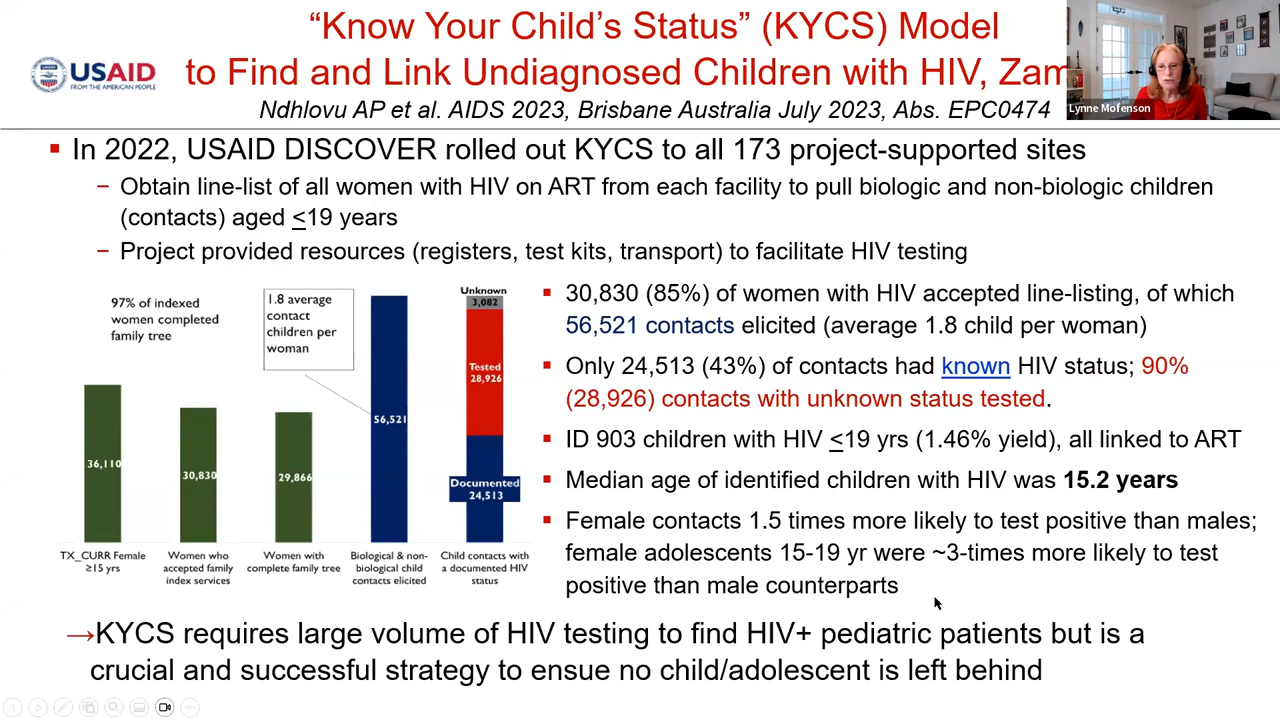 “Know Your Child’s Status” (KYCS) Model
to Find and Link Undiagnosed Children with HIV, Zam
USAID
FROM THE AMERICAN PEOPLE
Ndhlovu AP et al. AIDS 2023, Brisbane Australia July 2023, Abs. EPC0474
Lynne Mofenson
▪ In 2022, USAID DISCOVER rolled out KYCS to all 173 project-supported sites
− Obtain line-list of all women with HIV on ART from each facility to pull biologic and non-biologic children
(contacts) aged ≤19 years
− Project provided resources (registers, test kits, transport) to facilitate HIV testing
97% of indexed
women completed
family tree
1.8 average
contact
children per
woman
Unknown
3,082
Tested
28,926
56,521
36,110
30,830
29,866
Documented
24,513
TX_CURR Female
≥15 yrs
Women who
accepted family
index services
Women with
complete family tree
Biological & non-
biological child
contacts elicited
Child contacts with
a documented HIV
status
▪ 30,830 (85%) of women with HIV accepted line-listing, of which
56,521 contacts elicited (average 1.8 child per woman)
▪ Only 24,513 (43%) of contacts had known HIV status; 90%
(28,926) contacts with unknown status tested.
▪ ID 903 children with HIV ≤19 yrs (1.46% yield), all linked to ART
▪ Median age of identified children with HIV was 15.2 years
▪ Female contacts 1.5 times more likely to test positive than males;
female adolescents 15-19 yr were ~3-times more likely to test
positive than male counterparts
→KYCS requires large volume of HIV testing to find HIV+ pediatric patients but is a
crucial and successful strategy to ensue no child/adolescent is left behind